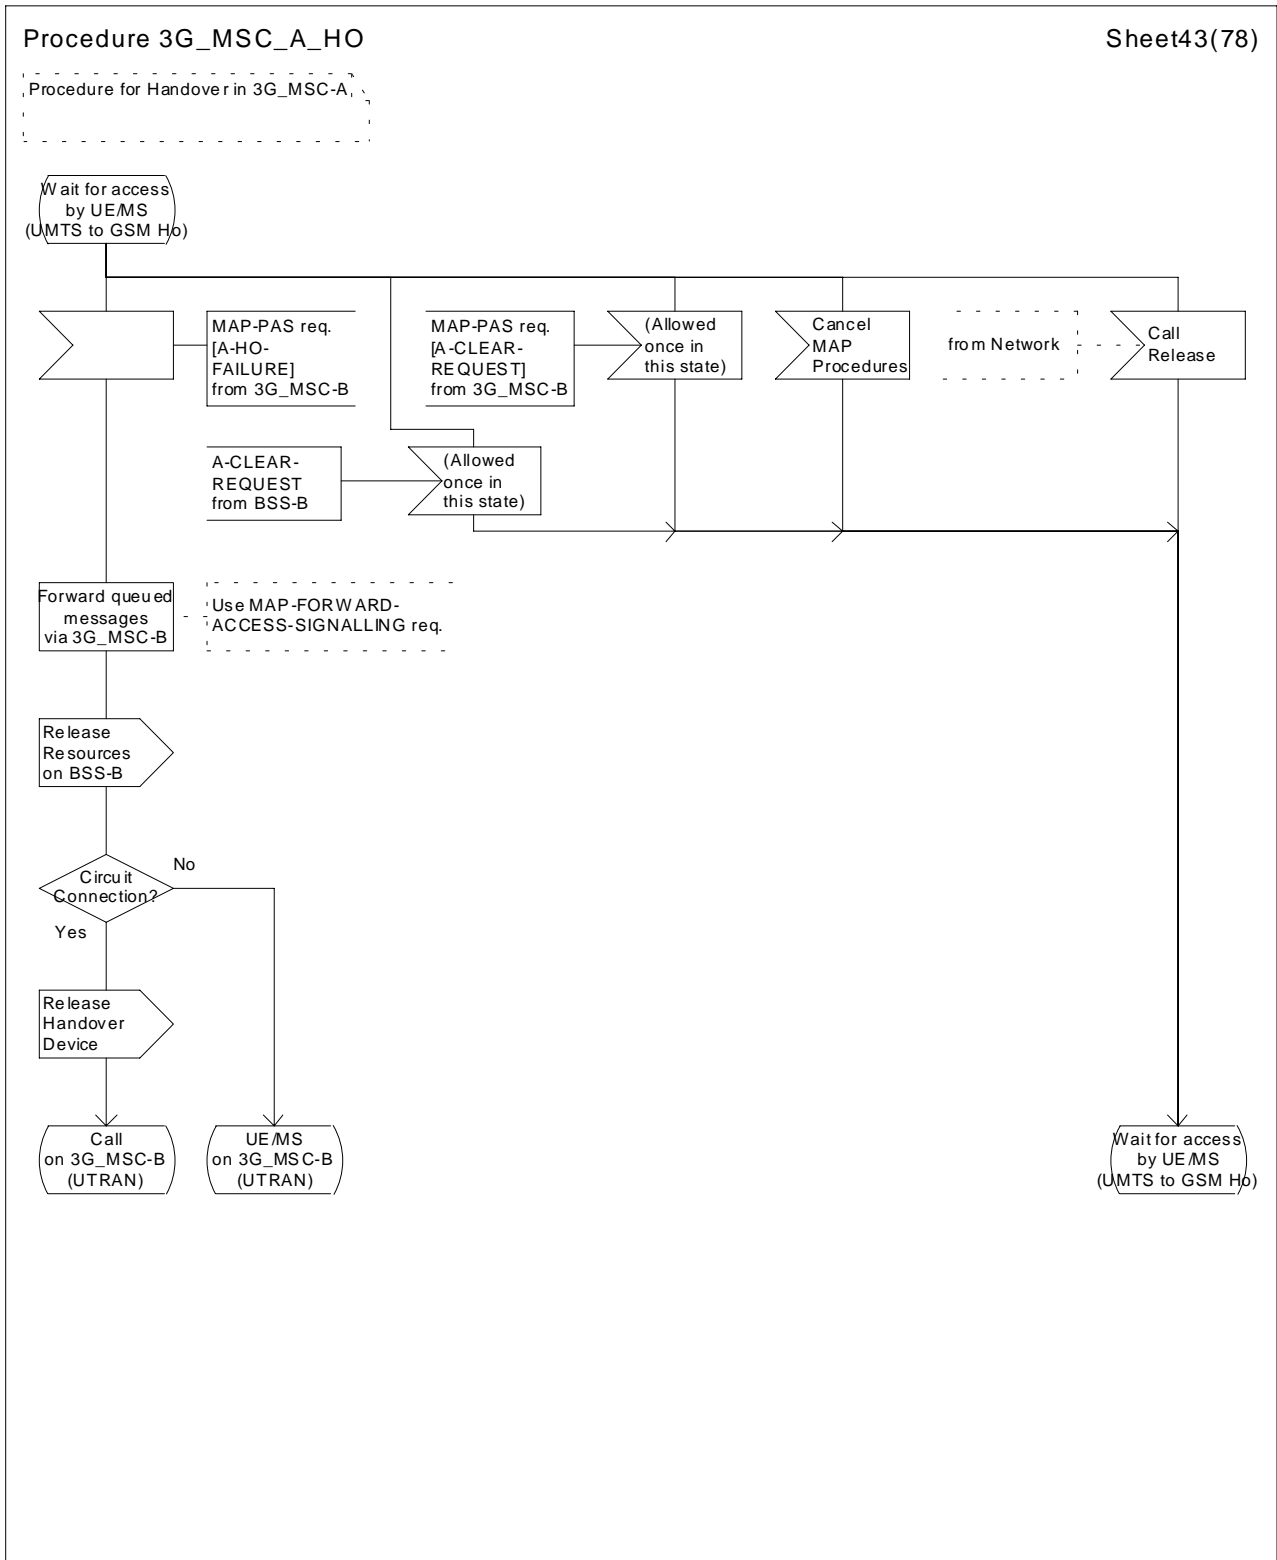 Procedure 3G_MSC_A_HO
Sheet43(78)
Procedure for Handover in 3G_MSC-A
Wait for access
by UE/MS
(UMTS to GSM Ho)
MAP-PAS req.
[A-HO-
FAILURE]
from 3G_MSC-B
MAP-PAS req.
[A-CLEAR-
REQUEST]
from 3G_MSC-B
(Allowed
once in
this state)
Cancel
MAP
Procedures
from Network
Call
Release
A-CLEAR-
REQUEST
from BSS-B
(Allowed
once in
this state)
Forward queued
messages
via 3G_MSC-B
Use MAP-FORWARD-
ACCESS-SIGNALLING req.
Release
Resources
on BSS-B
Circuit
Connection?
No
Yes
Release
Handover
Device
Call
on 3G_MSC-B
(UTRAN)
UE/MS
on 3G_MSC-B
(UTRAN)
Wait for access
by UE/MS
(UMTS to GSM Ho)